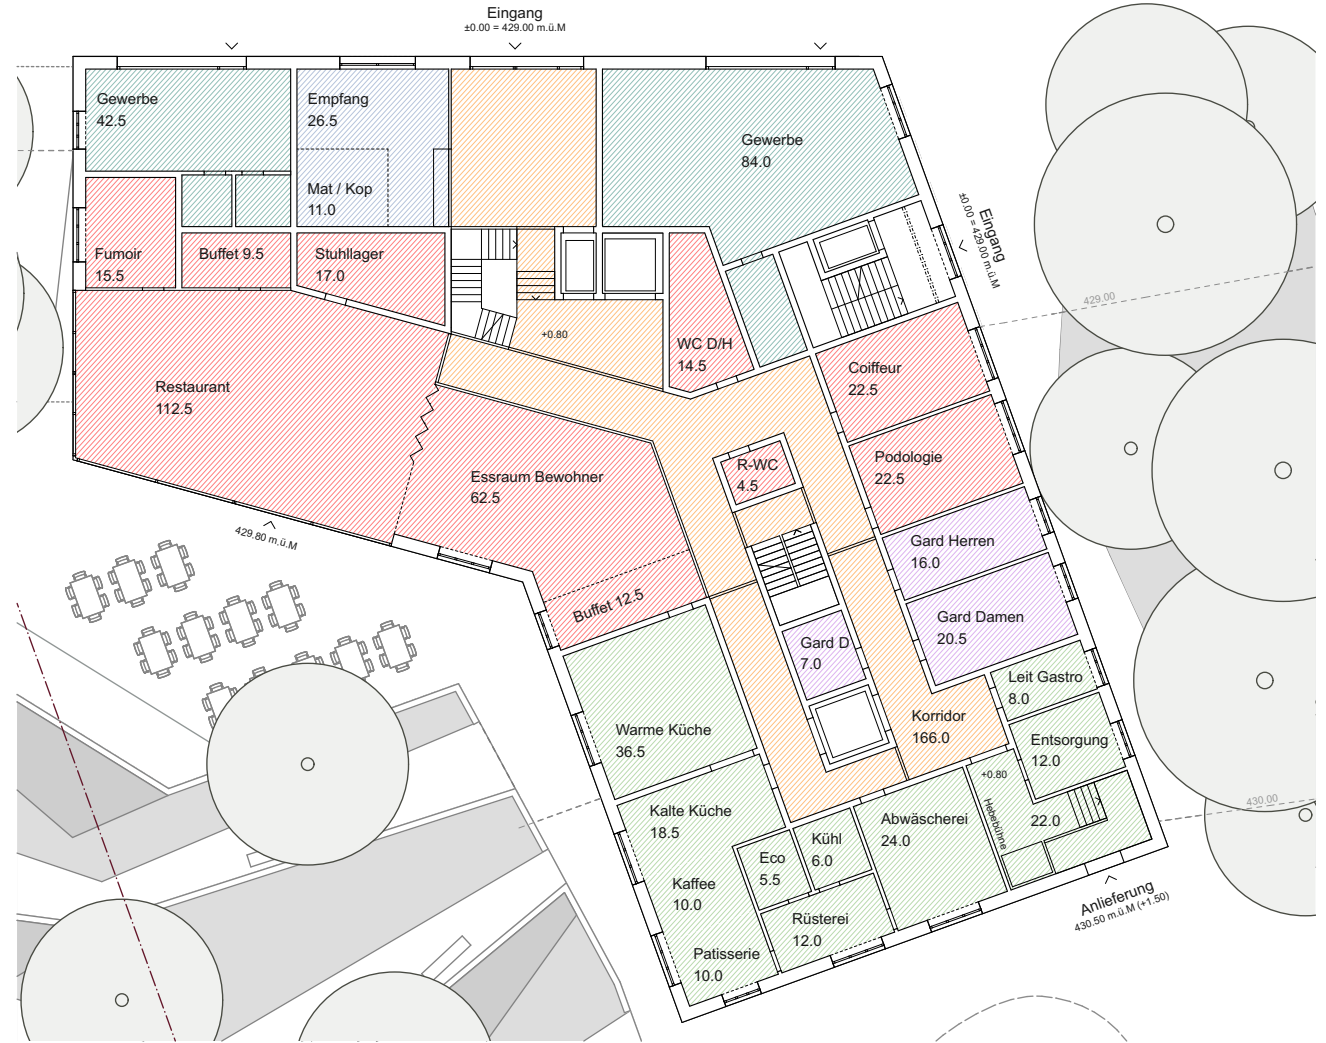 Eingang
±0.00 = 429.00 m.ü.M
Gewerbe
42.5
Empfang
26.5
Gewerbe
84.0
Mat / Kop
11.0
Eingang
±0.00 = 429.00 m.ü.M
Fumoir
15.5
Buffet 9.5
Stuhllager
17.0
429.00
+0.80
WC D/H
14.5
Coiffeur
22.5
Restaurant
112.5
Podologie
22.5
R-WC
4.5
Essraum Bewohner
62.5
429.80 m.ü.M
Gard Herren
16.0
Buffet 12.5
Gard Damen
20.5
Gard D
7.0
Leit Gastro
8.0
Korridor
166.0
Warme Küche
36.5
Entsorgung
12.0
+0.80
Hebebühne
22.0
430.00
Kalte Küche
18.5
Abwäscherei
24.0
Kühl
6.0
Eco
5.5
Kaffee
10.0
Anlieferung
430.50 m.ü.M (+1.50)
Rüsterei
12.0
Patisserie
10.0